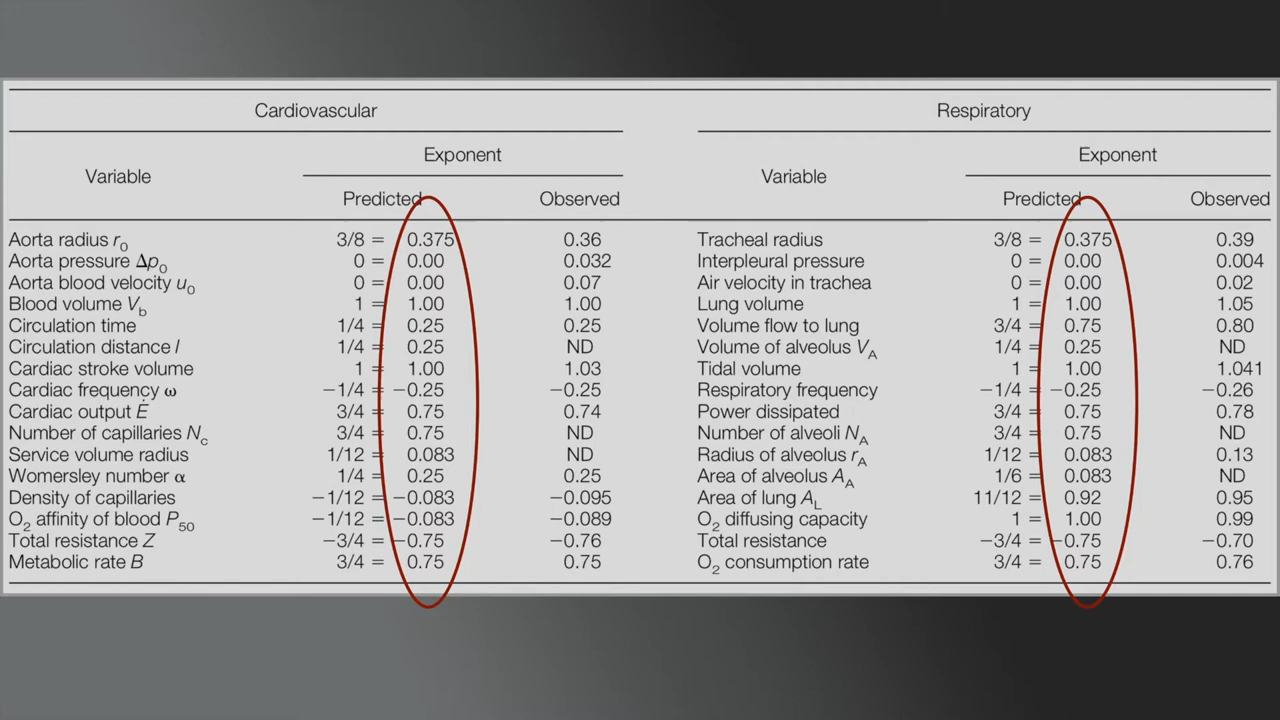 Cardiovascular Respiratory
Exponent Exponent
Variable Variable
Predicted Observed Predicted Observed
Aorta radius r0 3/8 = 0.375 0.36 Tracheal radius 3/8 = 0.375 0.39
Aorta pressure Δp0 0 = 0.00 0.032 Interpleural pressure 0 = 0.00 0.004
Aorta blood velocity u0 0 = 0.00 0.07 Air velocity in trachea 0 = 0.00 0.02
Blood volume Vb 1 = 1.00 1.00 Lung volume 1 = 1.00 1.05
Circulation time 1/4 = 0.25 0.25 Volume flow to lung 3/4 = 0.75 0.80
Circulation distance l 1/4 = 0.25 ND Volume of alveolus VA 1/4 = 0.25 ND
Cardiac stroke volume 1 = 1.00 1.03 Tidal volume 1 = 1.00 1.041
Cardiac frequency ω −1/4 = −0.25 −0.25 Respiratory frequency −1/4 = −0.25 −0.26
Cardiac output Ė 3/4 = 0.75 0.74 Power dissipated 3/4 = 0.75 0.78
Number of capillaries Nc 3/4 = 0.75 ND Number of alveoli NA 3/4 = 0.75 ND
Service volume radius 1/12 = 0.083 ND Radius of alveolus rA 1/12 = 0.083 0.13
Womersley number α 1/4 = 0.25 0.25 Area of alveolus AA 1/6 = 0.083 ND
Density of capillaries −1/12 = −0.083 −0.095 Area of lung AL 11/12 = 0.92 0.95
O2 affinity of blood P50 −1/12 = −0.083 −0.089 O2 diffusing capacity 1 = 1.00 0.99
Total resistance Z −3/4 = −0.75 −0.76 Total resistance −3/4 = −0.75 −0.70
Metabolic rate B 3/4 = 0.75 0.75 O2 consumption rate 3/4 = 0.75 0.76